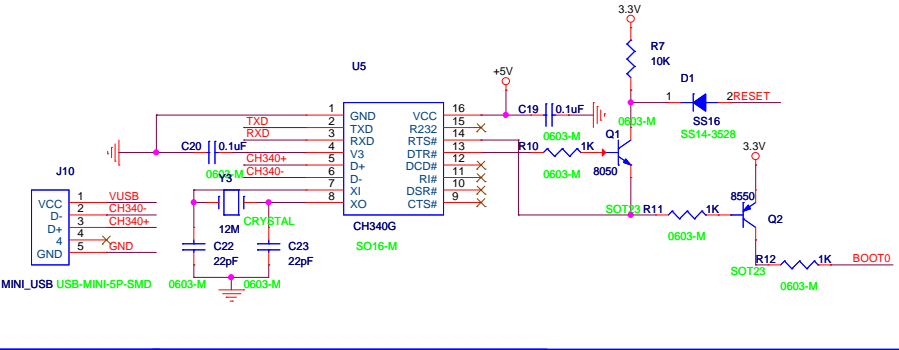 3.3V
R7
10K
U5
+5V
D1
1
2
RESET
SS16
SS14-3528
C19
0.1uF
0603-M
0603-M
Q1
8050
SOT23
1
2
3
4
5
6
7
8
GND
TXD
RXD
V3
D+
D-
XI
XO
VCC
R232
RTS#
DTR#
DCD#
RI#
DSR#
CTS#
16
15
14
13
12
11
10
9
CH340G
SO16-M
TXD
RXD
C20
0.1uF
0603-M
CH340+
CH340-
Y3
12M
CRYSTAL
C22
22pF
0603-M
C23
22pF
0603-M
J10
VCC
D-
D+
4
GND
1
2
3
4
5
VUSB
CH340-
CH340+
GND
MINI_USB
USB-MINI-5P-SMD
R10
1K
0603-M
R11
1K
0603-M
3.3V
8550
Q2
SOT23
R12
1K
0603-M
BOOT0